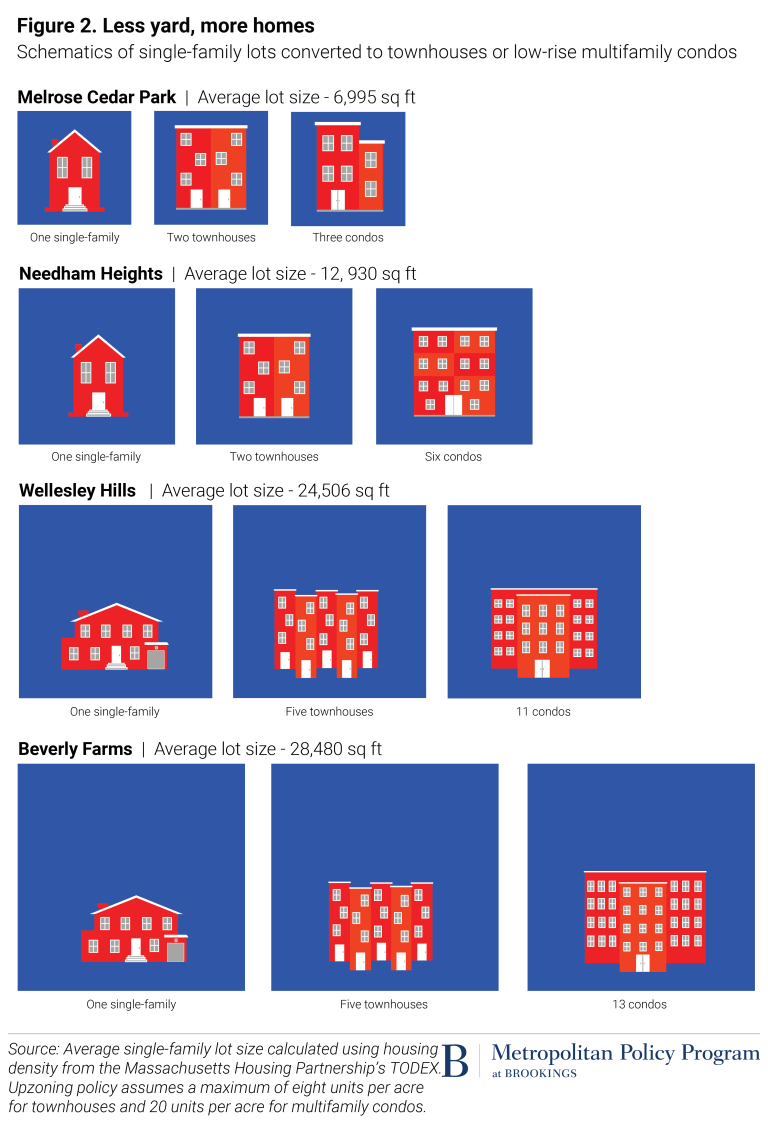 Figure 2. Less yard, more homes
Schematics of single-family lots converted to townhouses or low-rise multifamily condos
Melrose Cedar Park | Average lot size - 6,995 sq ft
One single-family
Two townhouses
Three condos
Needham Heights | Average lot size - 12, 930 sq ft
One single-family
Two townhouses
Six condos
Wellesley Hills | Average lot size - 24,506 sq ft
One single-family
Five townhouses
11 condos
Beverly Farms | Average lot size - 28,480 sq ft
One single-family
Five townhouses
13 condos
Source: Average single-family lot size calculated using housing
density from the Massachusetts Housing Partnership's TODEX.
Upzoning policy assumes a maximum of eight units per acre
for townhouses and 20 units per acre for multifamily condos.
B | Metropolitan Policy Program
at BROOKINGS